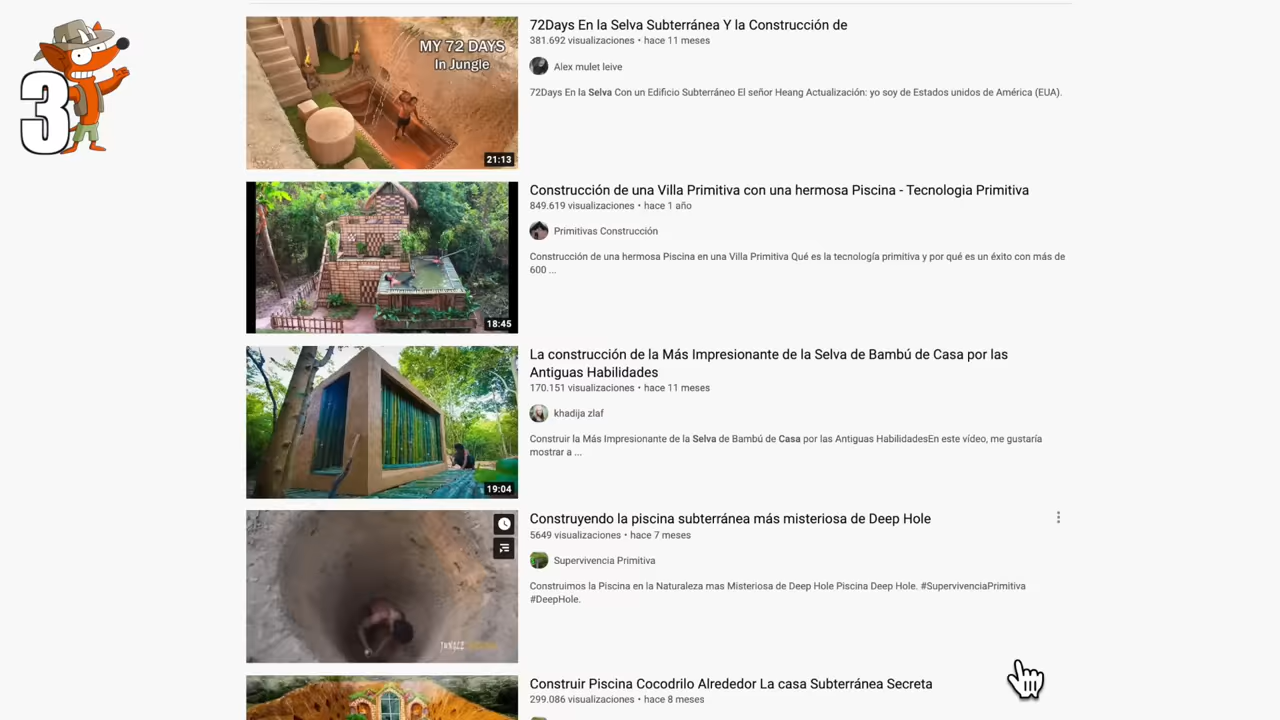 3
72Days En la Selva Subterránea Y la Construcción de
381.692 visualizaciones • hace 11 meses
MY 72 DAYS
In Jungle
Alex mulet leive
72Days En la Selva Con un Edificio Subterráneo El señor Heang Actualización: yo soy de Estados unidos de América (EUA).
21:13
Construcción de una Villa Primitiva con una hermosa Piscina - Tecnologia Primitiva
849.619 visualizaciones • hace 1 año
Primitivas Construcción
Construcción de una hermosa Piscina en una Villa Primitiva Qué es la tecnología primitiva y por qué es un éxito con más de
600 ...
18:45
La construcción de la Más Impresionante de la Selva de Bambú de Casa por las
Antiguas Habilidades
170.151 visualizaciones • hace 11 meses
khadija zlaf
Construir la Más Impresionante de la Selva de Bambú de Casa por las Antiguas HabilidadesEn este vídeo, me gustaría
mostrar a ...
19:04
Construyendo la piscina subterránea más misteriosa de Deep Hole
5649 visualizaciones • hace 7 meses
Supervivencia Primitiva
Construimos la Piscina en la Naturaleza mas Misteriosa de Deep Hole Piscina Deep Hole. #SupervivenciaPrimitiva
#DeepHole.
JUNGLE
Construir Piscina Cocodrilo Alrededor La casa Subterránea Secreta
299.086 visualizaciones • hace 8 meses